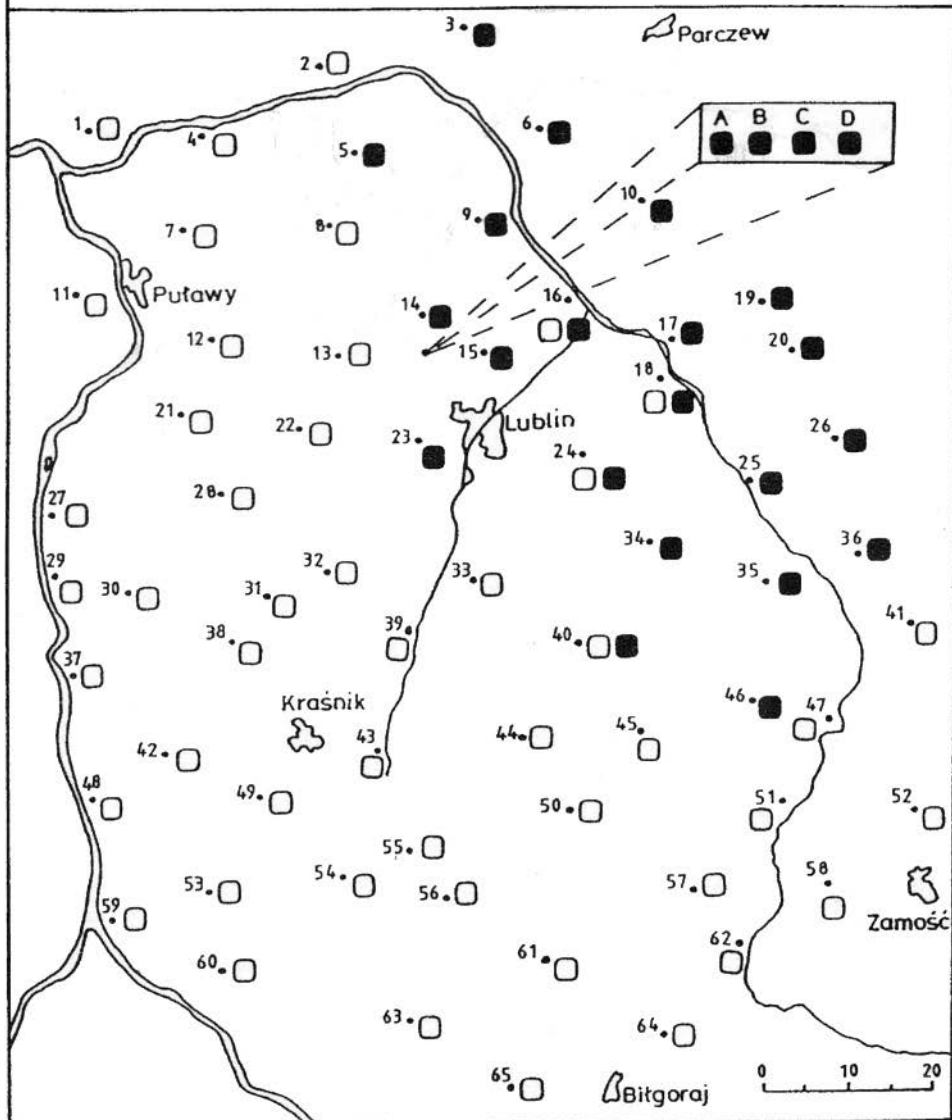 3 Parczew
2
1 4 6 A B C D
5
10
7 8 9
11 Puławy 16 19
14
12 13 15 17 20
18
21 22 23 Lublin 24 26
25
28
27
34 36
29 30 31 32 33 35
38 39 40 41
37
Kraśnik 46 47
42 43 44 45
48 49 50 51 52
55
53 54 56 57 58
59 Zamość
62
60 61
63 64
65 Biłgoraj 0 10 20